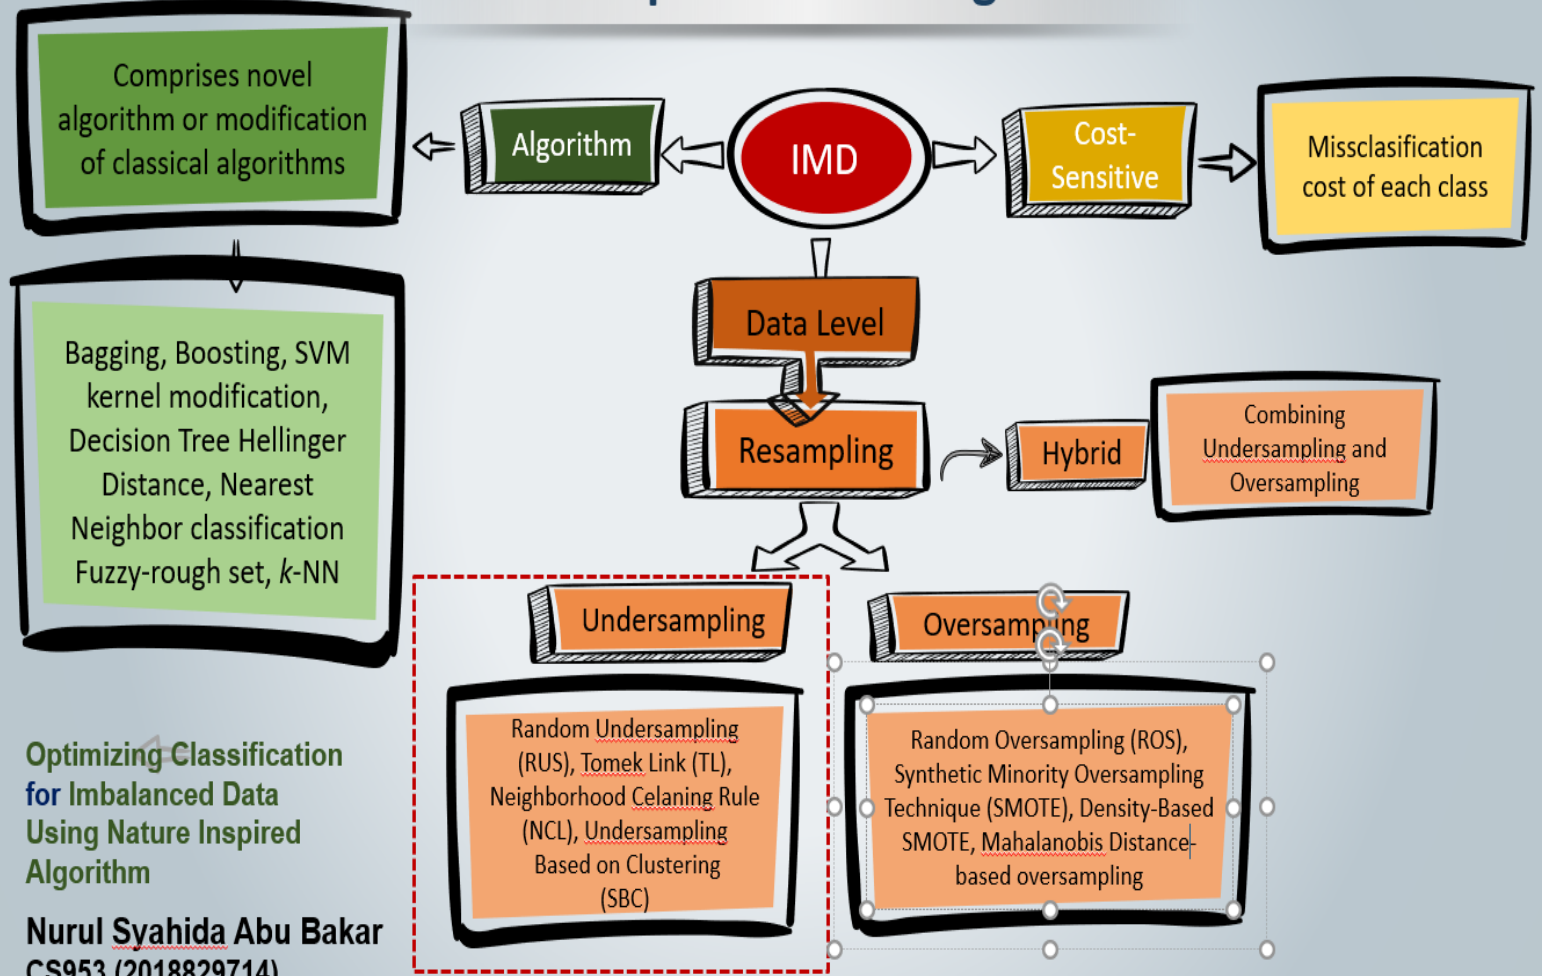 Comprises novel
algorithm or modification
of classical algorithms
Algorithm
IMD
Cost-
Sensitive
Missclasification
cost of each class
Bagging, Boosting, SVM
kernel modification,
Decision Tree Hellinger
Distance, Nearest
Neighbor classification
Fuzzy-rough set, k-NN
Data Level
Resampling
Hybrid
Combining
Undersampling and
Oversampling
Undersampling
Oversampling
Random Undersampling
(RUS), Tomek Link (TL),
Neighborhood Celaning Rule
(NCL), Undersampling
Based on Clustering
(SBC)
Random Oversampling (ROS),
Synthetic Minority Oversampling
Technique (SMOTE), Density-Based
SMOTE, Mahalanobis Distance-
based oversampling
Optimizing Classification
for Imbalanced Data
Using Nature Inspired
Algorithm
Nurul Syahida Abu Bakar
CS953 (2018829714)